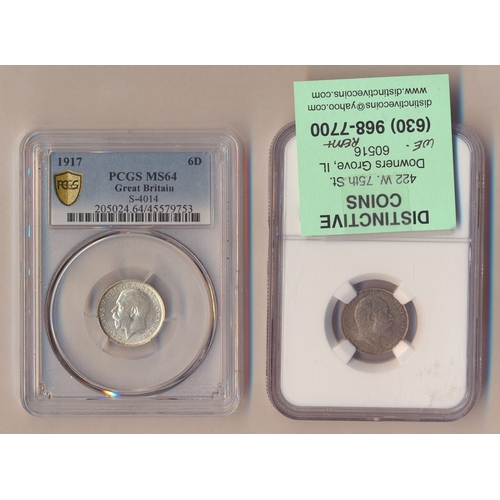 1917 6D
PCGS MS64
Great Britain
S-4014
205024.64/45579753
PCGS
DISTINCTIVE
COINS
422 W. 75th St.
Downers Grove, IL
60516
(630) 968-7700
distinctivecoins@yahoo.com
www.distinctivecoins.com